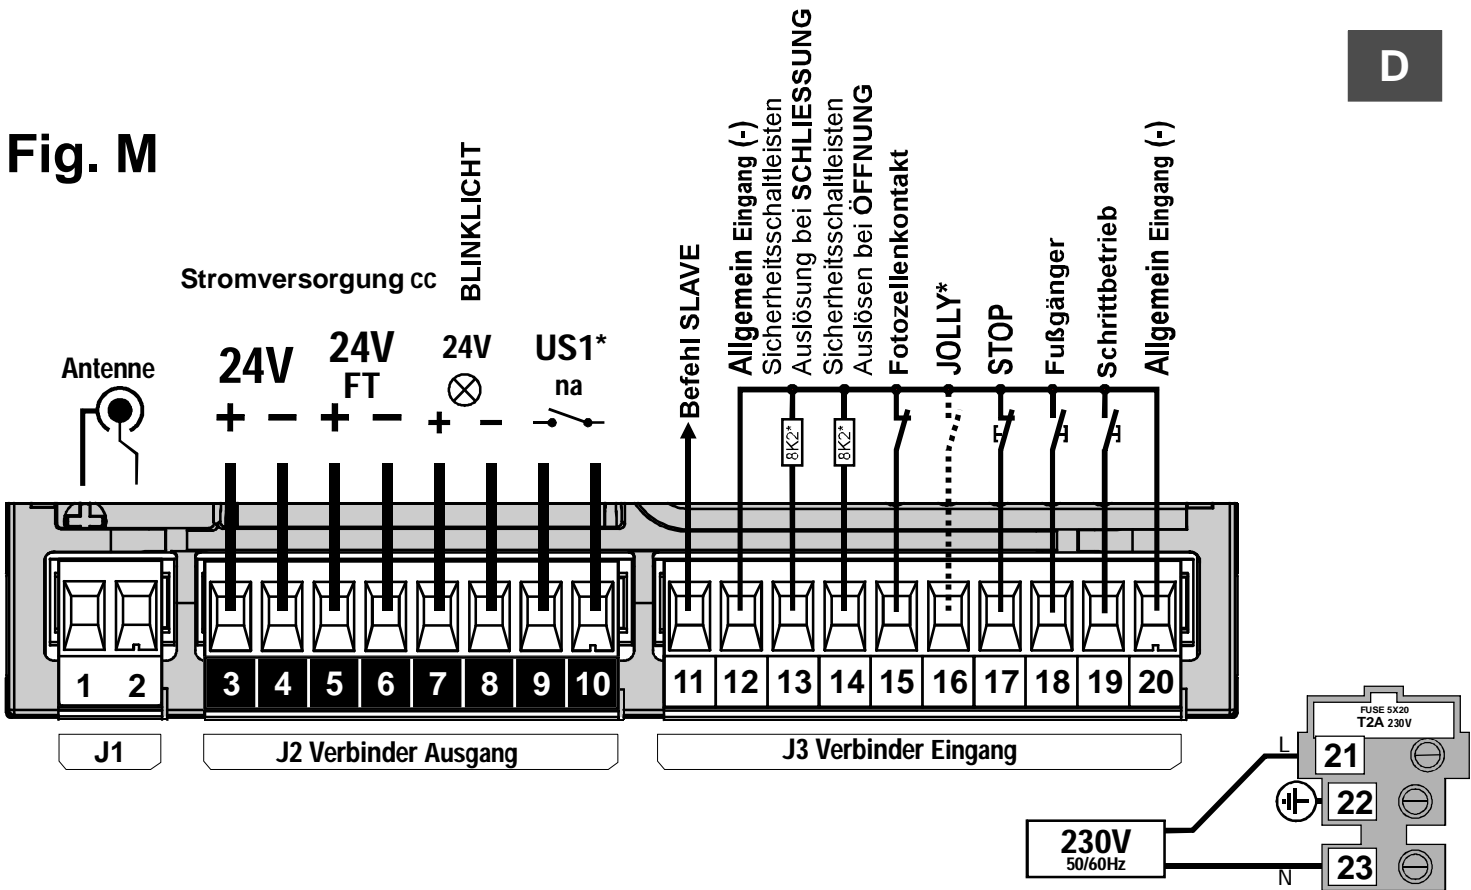 D
Fig. M
Antenne
Stromversorgung cc
24V
+ −
24V
FT
+ −
BLINKLICHT
24V
+ −
US1*
na
Befehl SLAVE
Allgemein Eingang (-)
Sicherheitsschaltleisten
Auslösung bei SCHLIESSUNG
Sicherheitsschaltleisten
Auslösen bei ÖFFNUNG
Fotozellenkontakt
JOLLY*
STOP
Fußgänger
Schrittbetrieb
Allgemein Eingang (-)
8K2*
8K2*
1 2
3 4 5 6 7 8 9 10
11 12 13 14 15 16 17 18 19 20
J1
J2 Verbinder Ausgang
J3 Verbinder Eingang
FUSE 5X20
T2A 230V
L
21
22
230V
50/60Hz
N
23